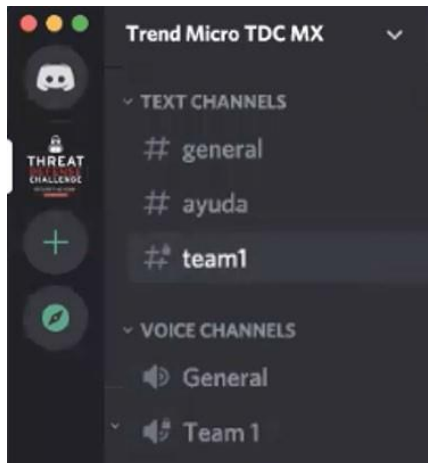 Trend Micro TDC MX
TEXT CHANNELS
THREAT
DEFENSE
CHALLENGE
general
ayuda
team1
VOICE CHANNELS
General
Team 1